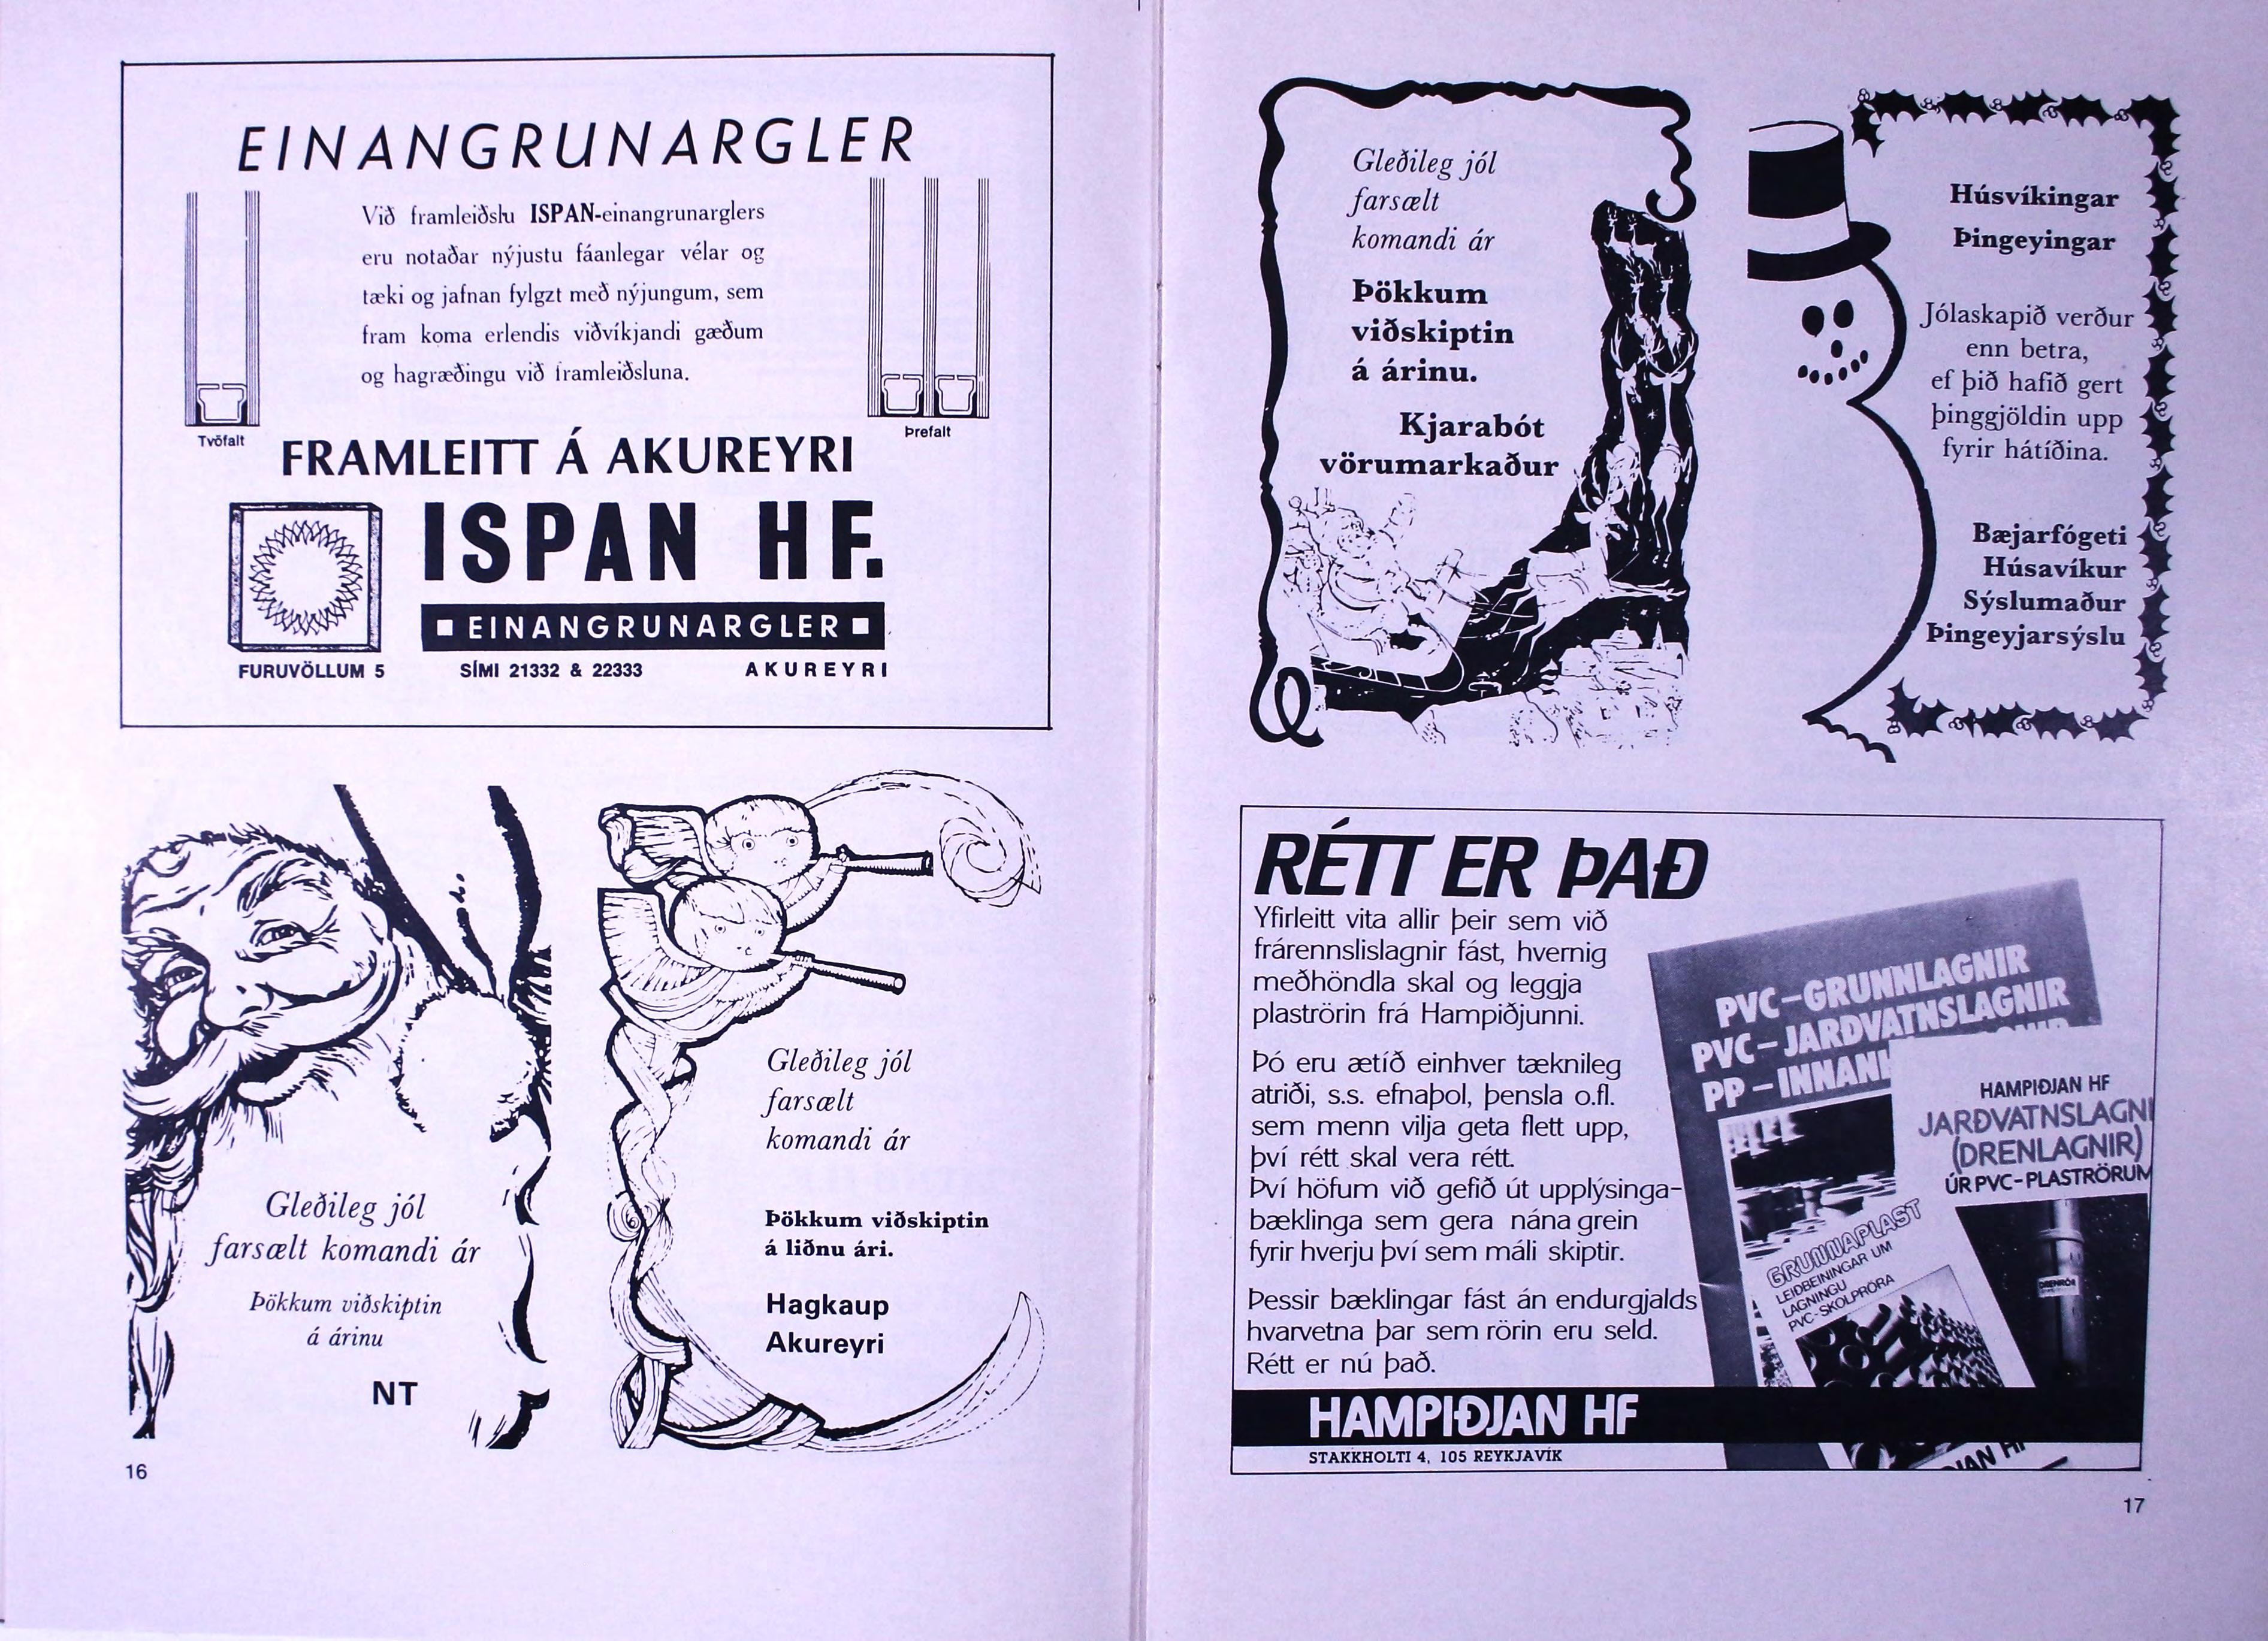 EINANGRUNARGLER
Við framleiðslu ISPAN-einangrunarglers
eru notaðar nýjustu fáanlegar vélar og
tæki og jafnan fylgzt með nýjungum, sem
fram koma erlendis viðvíkjandi gæðum
og hagræðingu við framleiðsluna.
Tvöfalt
Þrefalt
FRAMLEITT Á AKUREYRI
ISPAN HF.
EINANGRUNARGLER
FURUVÖLLUM 5 SÍMI 21332 & 22333 AKUREYRI
Gleðileg jól
farsælt komandi ár
Þökkum viðskiptin
á árinu
NT
Gleðileg jól
farsælt
komandi ár
Þökkum viðskiptin
á liðnu ári.
Hagkaup
Akureyri
16
Gleðileg jól
farsælt
komandi ár
Þökkum
viðskiptin
á árinu.
Kjarabót
vörumarkaður
Húsvíkingar
Þingeyingar
Jólaskapið verður
enn betra,
ef þið hafið gert
þinggjöldin upp
fyrir hátíðina.
Bæjarfógeti
Húsavíkur
Sýslumaður
Þingeyjarsýslu
RÉTT ER ÞAÐ
Yfirleitt vita allir þeir sem við
frárennslislagnir fást, hvernig
meðhöndla skal og leggja
plaströrin frá Hampiðjunni.
Þó eru ætíð einhver tæknileg
atriði, s.s. efnaþol, þensla o.fl.
sem menn vilja geta flett upp,
því rétt skal vera rétt.
Því höfum við gefið út upplýsinga-
bæklinga sem gera nána grein
fyrir hverju því sem máli skiptir.
Þessir bæklingar fást án endurgjalds
hvarvetna þar sem rörin eru seld.
Rétt er nú það.
PVC-GRUNNLAGNIR
PVC-JARÐVATNSLAGNIR
PP-INNANH
HAMPIÐJAN HF
JARÐVATNSLAGNI
(DRENLAGNIR)
ÚR PVC-PLASTRÖRUM
GRUNNAPLAST
LEIÐBEININGAR UM
LAGNINGU
PVC-SKOLPRÖRA
DRENRÖR
HAMPIÐJAN HF
STAKKHOLTI 4, 105 REYKJAVÍK
JAN HF
17